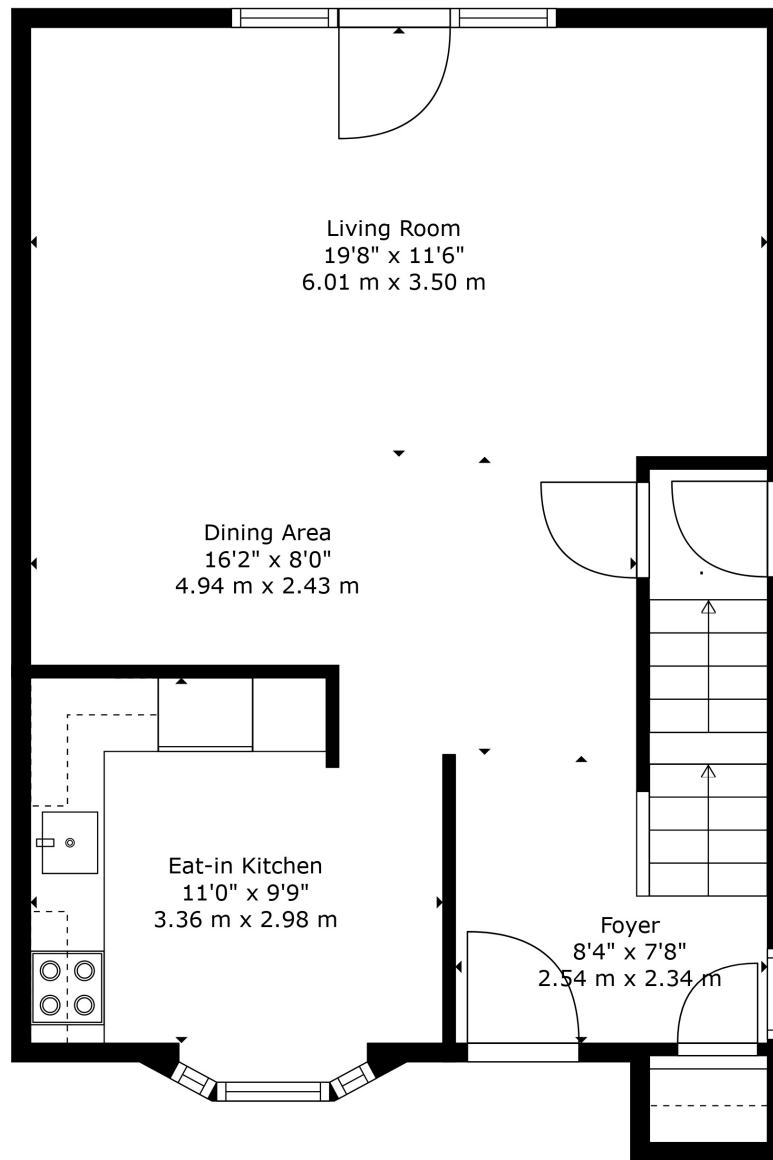 Living Room
19'8" x 11'6"
6.01 m x 3.50 m
Dining Area
16'2" x 8'0"
4.94 m x 2.43 m
Eat-in Kitchen
11'0" x 9'9"
3.36 m x 2.98 m
Foyer
8'4" x 7'8"
2.54 m x 2.34 m